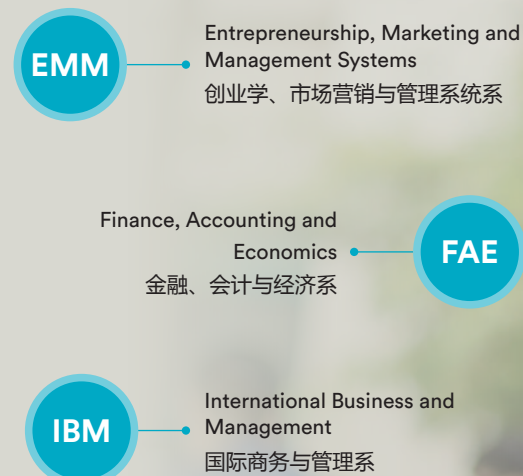 EMM
Entrepreneurship, Marketing and
Management Systems
创业学、市场营销与管理系统系
Finance, Accounting and
Economics
金融、会计与经济系
FAE
IBM
International Business and
Management
国际商务与管理系